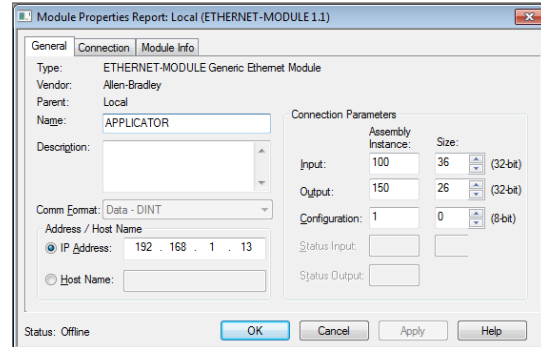 Module Properties Report: Local (ETHERNET-MODULE 1.1)
General Connection Module Info
Type: ETHERNET-MODULE Generic Ethernet Module
Vendor: Allen-Bradley
Parent: Local
Name: APPLICATOR
Description:
Comm Format: Data - DINT
Address / Host Name
IP Address: 192 . 168 . 1 . 13
Host Name:
Connection Parameters
Assembly Instance: Size:
Input: 100 36 (32-bit)
Output: 150 26 (32-bit)
Configuration: 1 0 (8-bit)
Status Input:
Status Output:
Status: Offline OK Cancel Apply Help